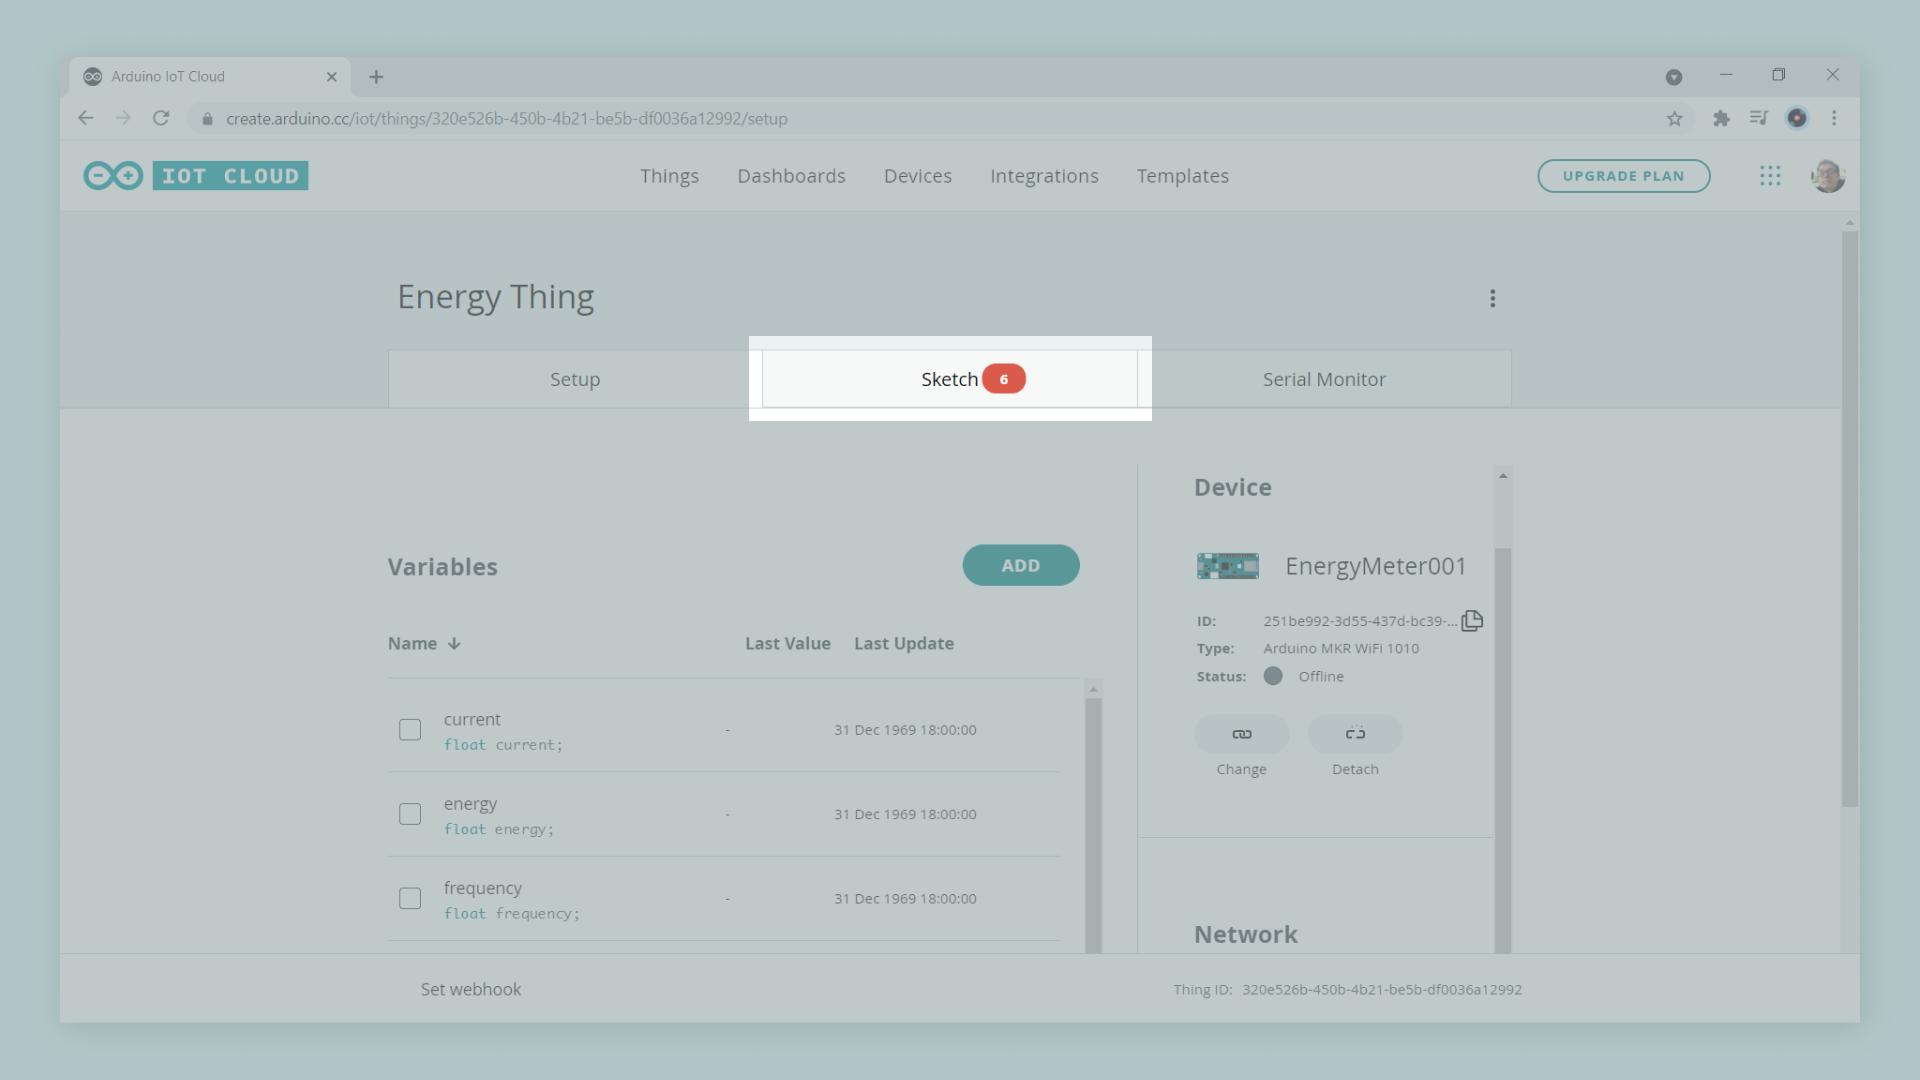 Arduino IoT Cloud
create.arduino.cc/iot/things/320e526b-450b-4b21-be5b-df0036a12992/setup
IOT CLOUD
Things
Dashboards
Devices
Integrations
Templates
UPGRADE PLAN
Energy Thing
Setup
Sketch 6
Serial Monitor
Variables
ADD
Name
Last Value
Last Update
current
float current;
-
31 Dec 1969 18:00:00
energy
float energy;
-
31 Dec 1969 18:00:00
frequency
float frequency;
-
31 Dec 1969 18:00:00
Device
EnergyMeter001
ID: 251be992-3d55-437d-bc39-...
Type: Arduino MKR WiFi 1010
Status: Offline
Change
Detach
Network
Set webhook
Thing ID: 320e526b-450b-4b21-be5b-df0036a12992